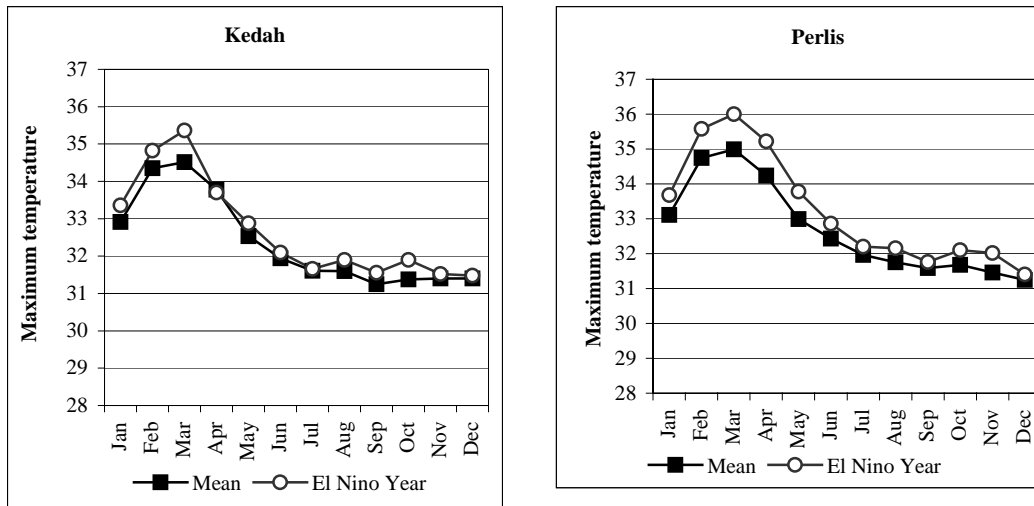 Kedah
Maximum temperature
37
36
35
34
33
32
31
30
29
28
Jan
Feb
Mar
Apr
May
Jun
Jul
Aug
Sep
Oct
Nov
Dec
Mean
El Nino Year
Perlis
Maximum temperature
37
36
35
34
33
32
31
30
29
28
Jan
Feb
Mar
Apr
May
Jun
Jul
Aug
Sep
Oct
Nov
Dec
Mean
El Nino Year